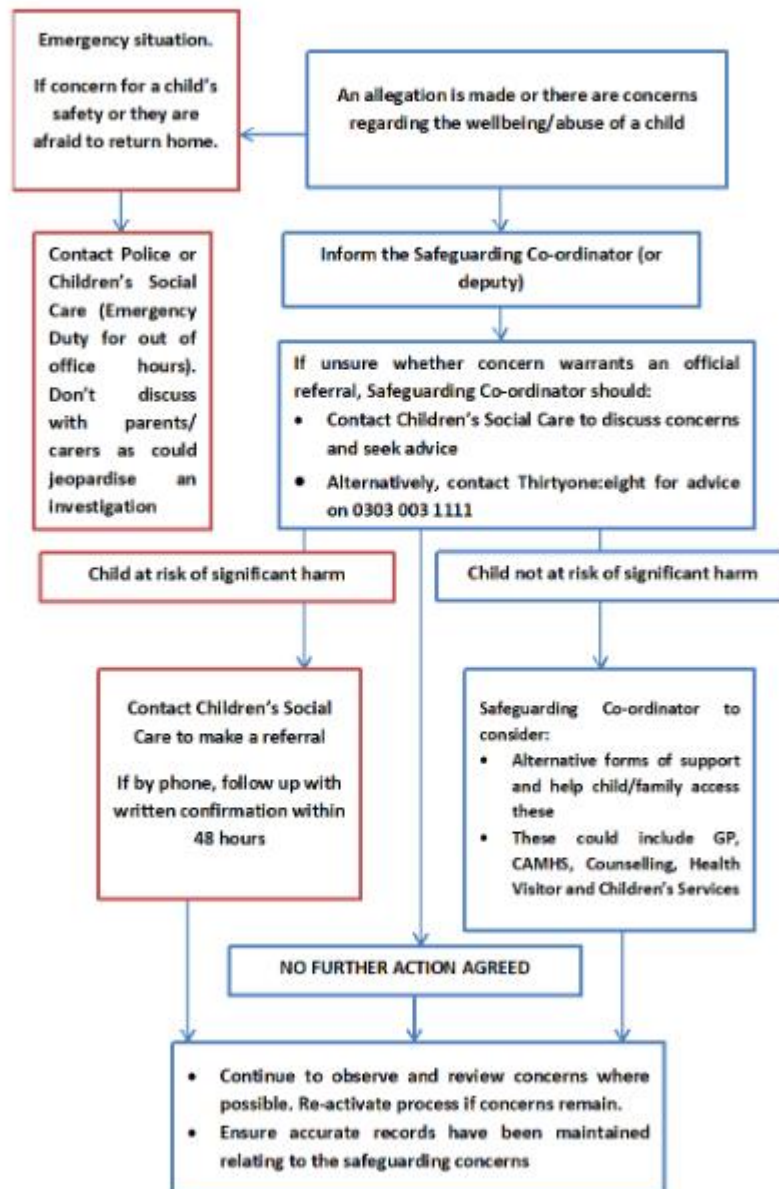 Emergency situation.
If concern for a child's
safety or they are
afraid to return home.
An allegation is made or there are concerns
regarding the wellbeing/abuse of a child
Contact Police or
Children's Social
Care (Emergency
Duty for out of
office hours).
Don't discuss
with parents/
carers as could
jeopardise an
investigation
Inform the Safeguarding Co-ordinator (or
deputy)
If unsure whether concern warrants an official
referral, Safeguarding Co-ordinator should:
• Contact Children's Social Care to discuss concerns
and seek advice
• Alternatively, contact Thirtyone:eight for advice
on 0303 003 1111
Child at risk of significant harm
Child not at risk of significant harm
Contact Children's Social
Care to make a referral
If by phone, follow up with
written confirmation within
48 hours
Safeguarding Co-ordinator to
consider:
• Alternative forms of support
and help child/family access
these
• These could include GP,
CAMHS, Counselling, Health
Visitor and Children's Services
NO FURTHER ACTION AGREED
• Continue to observe and review concerns where
possible. Re-activate process if concerns remain.
• Ensure accurate records have been maintained
relating to the safeguarding concerns